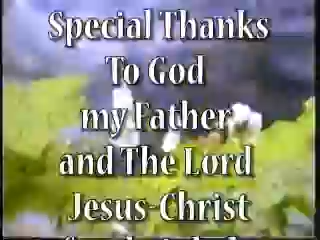 Special Thanks
To God
my Father
and The Lord
Jesus-Christ